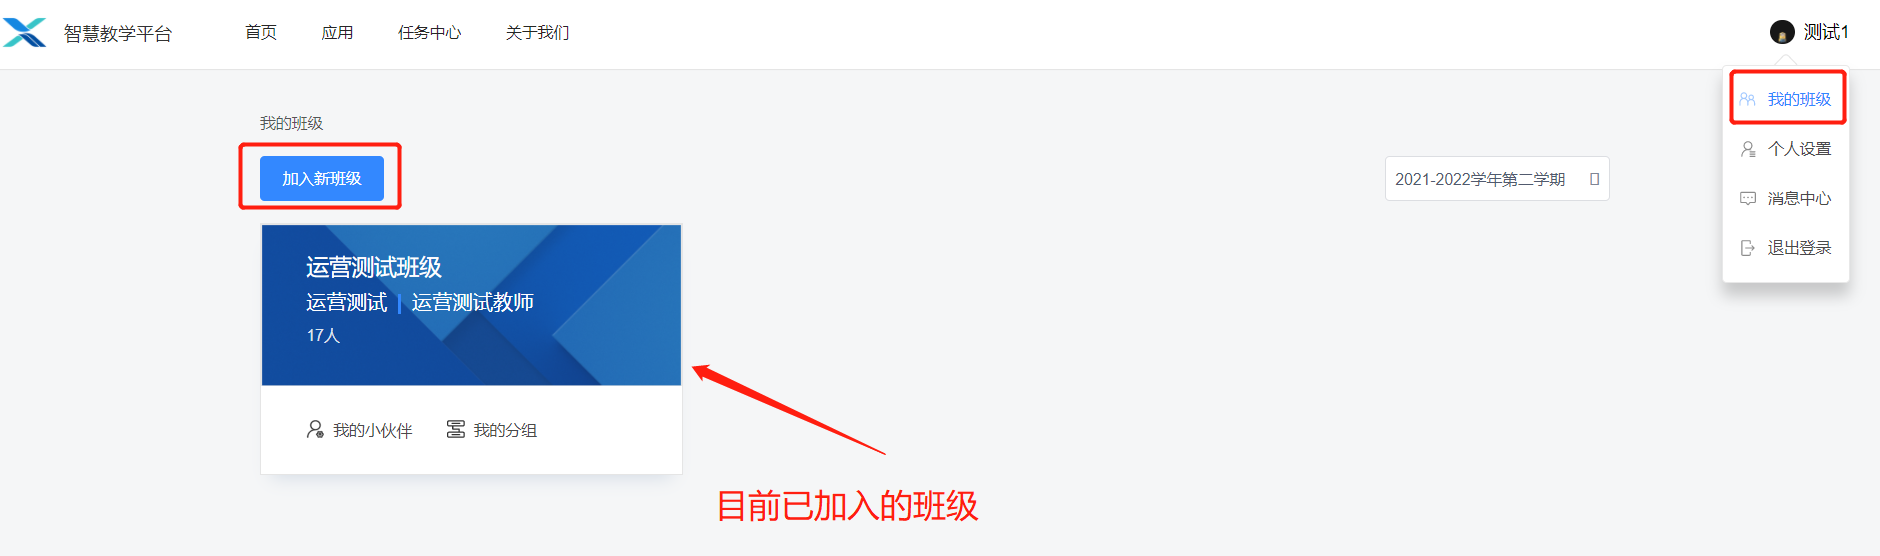 智慧教学平台
首页
应用
任务中心
关于我们
测试1
我的班级
个人设置
消息中心
退出登录
我的班级
加入新班级
2021-2022学年第二学期
运营测试班级
运营测试 | 运营测试教师
17人
我的小伙伴
我的分组
目前已加入的班级